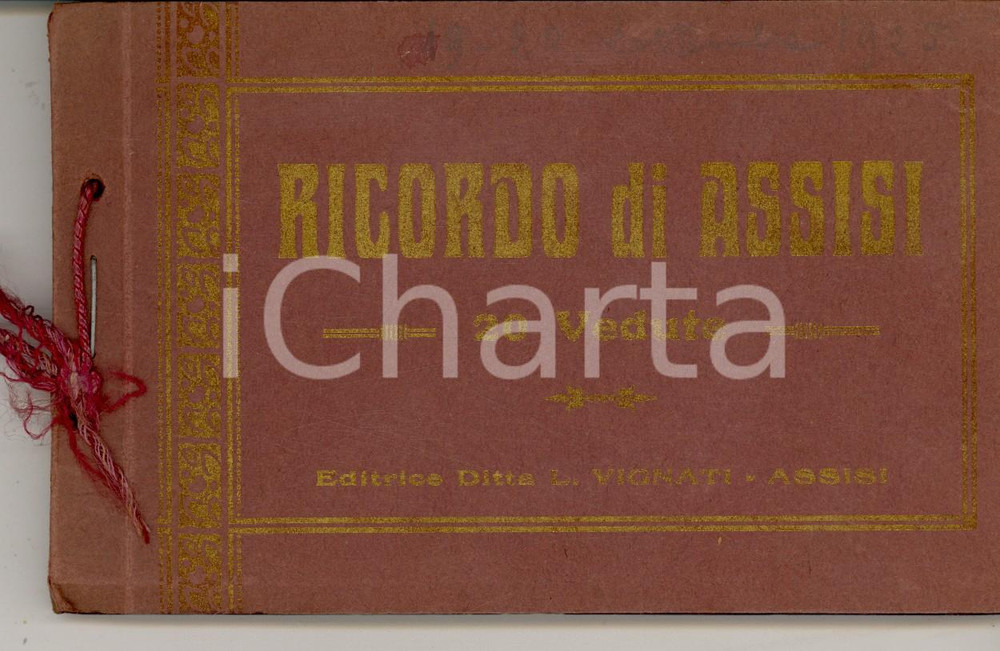 RICORDO di ASSISI
20 Vedute
iCharta
Editrice Ditta L. VIGNATI - ASSISI